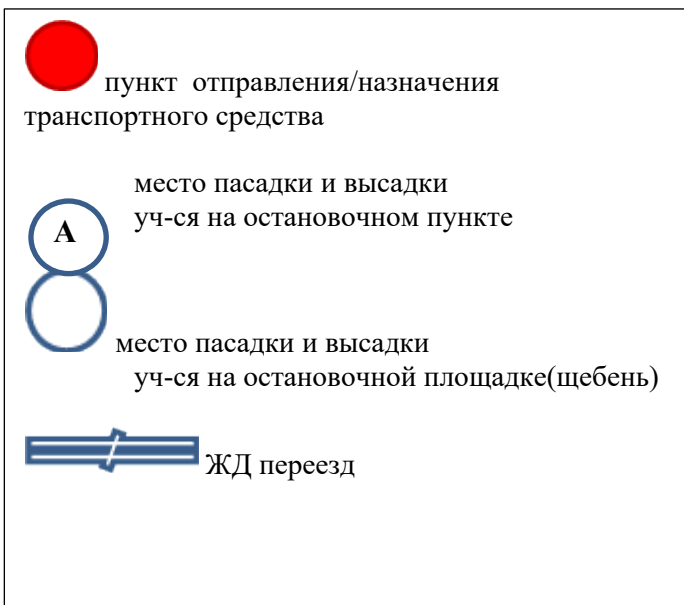 пункт отправления/назначения
транспортного средства
место пасадки и высадки
уч-ся на остановочном пункте
А
место пасадки и высадки
уч-ся на остановочной площадке(щебень)
ЖД переезд